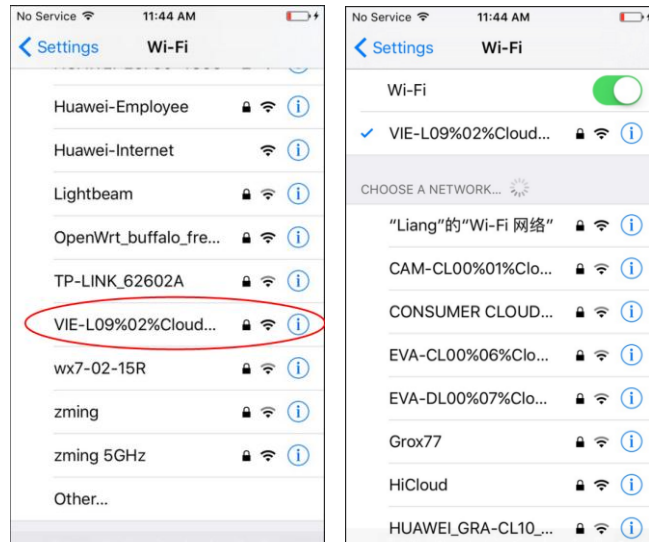 No Service 11:44 AM
Settings Wi-Fi
Huawei-Employee
Huawei-Internet
Lightbeam
OpenWrt_buffalo_fre...
TP-LINK_62602A
VIE-L09%02%Cloud...
wx7-02-15R
zming
zming 5GHz
Other...
No Service 11:44 AM
Settings Wi-Fi
Wi-Fi
VIE-L09%02%Cloud...
CHOOSE A NETWORK...
“Liang”的“Wi-Fi 网络”
CAM-CL00%01%Clo...
CONSUMER CLOUD...
EVA-CL00%06%Clo...
EVA-DL00%07%Clo...
Grox77
HiCloud
HUAWEI_GRA-CL10_...